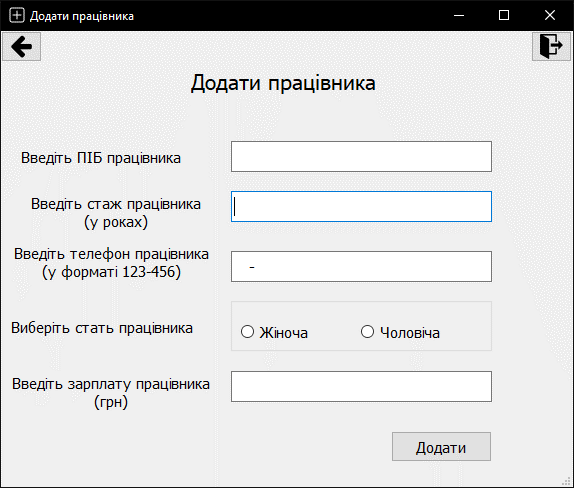 Додати працівника
Додати працівника
Введіть ПІБ працівника
Введіть стаж працівника
(у роках)
Введіть телефон працівника
(у форматі 123-456)
-
Виберіть стать працівника
Жіноча
Чоловіча
Введіть зарплату працівника
(грн)
Додати